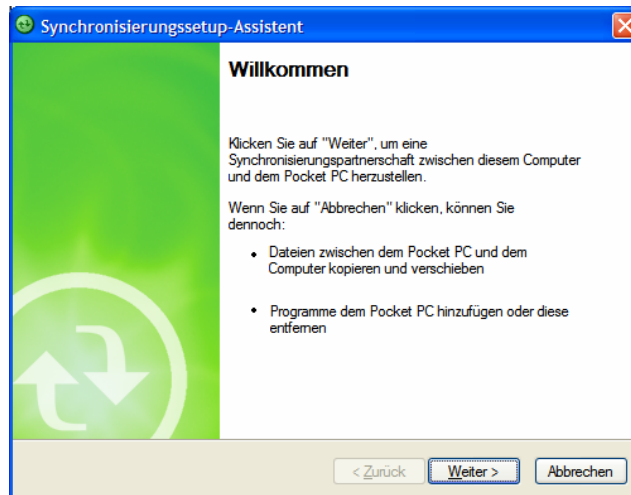 Synchronisierungssetup-Assistent
Willkommen
Klicken Sie auf "Weiter", um eine
Synchronisierungspartnerschaft zwischen diesem Computer
und dem Pocket PC herzustellen.
Wenn Sie auf "Abbrechen" klicken, können Sie
dennoch:
• Dateien zwischen dem Pocket PC und dem
Computer kopieren und verschieben
• Programme dem Pocket PC hinzufügen oder diese
entfernen
< Zurück Weiter > Abbrechen